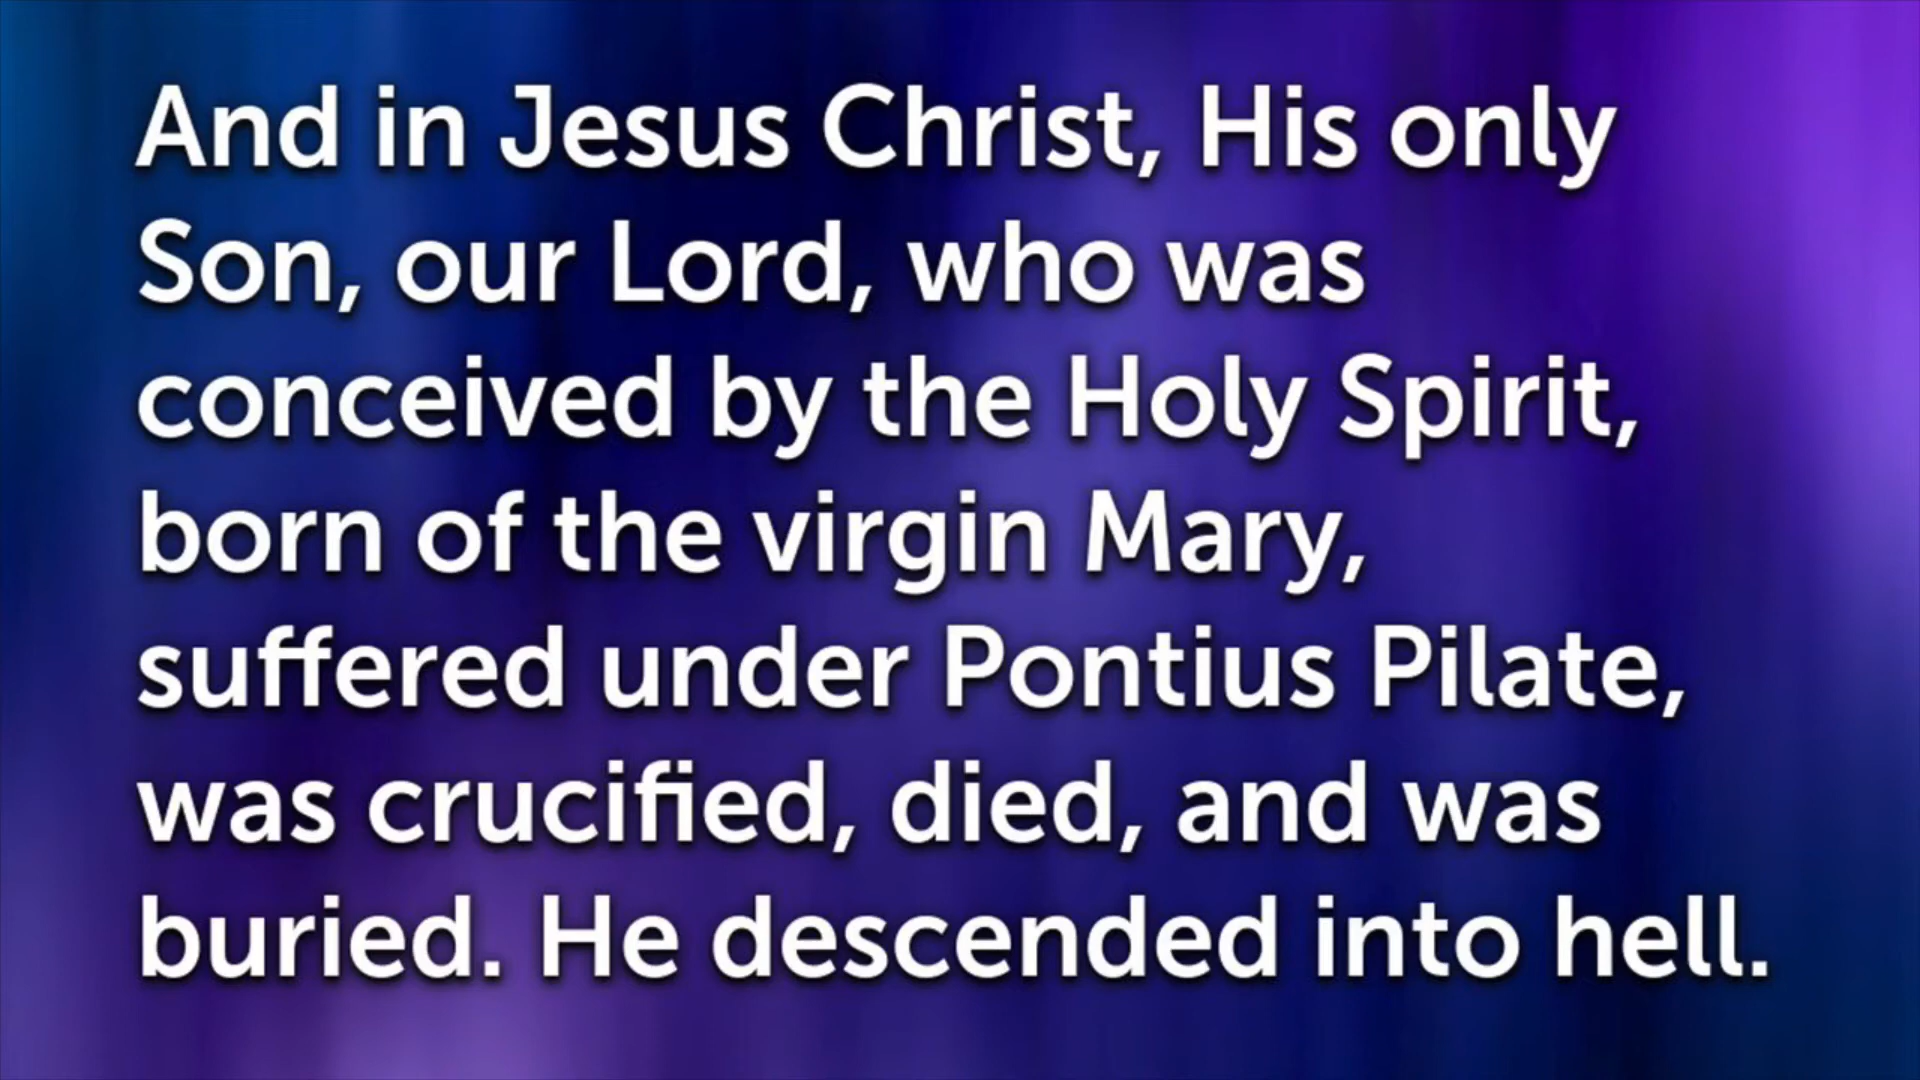 And in Jesus Christ, His only
Son, our Lord, who was
conceived by the Holy Spirit,
born of the virgin Mary,
suffered under Pontius Pilate,
was crucified, died, and was
buried. He descended into hell.